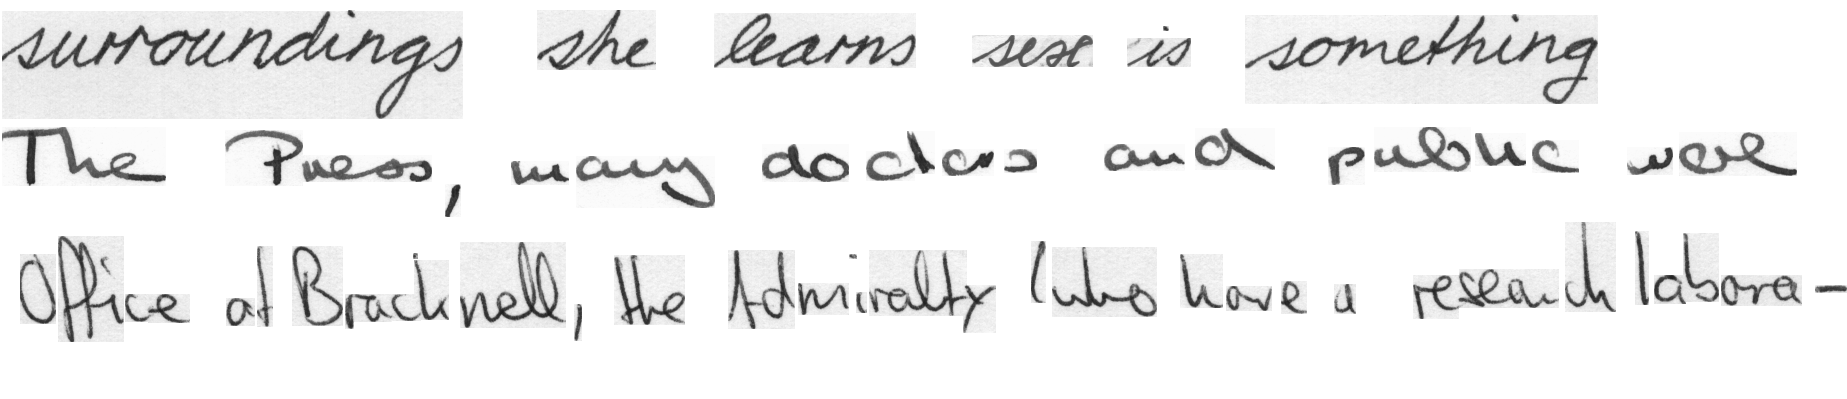 surroundings she learns sex is something
The Press, many doctors and public were
Office at Bracknell, the Admiralty (who have a research labora-